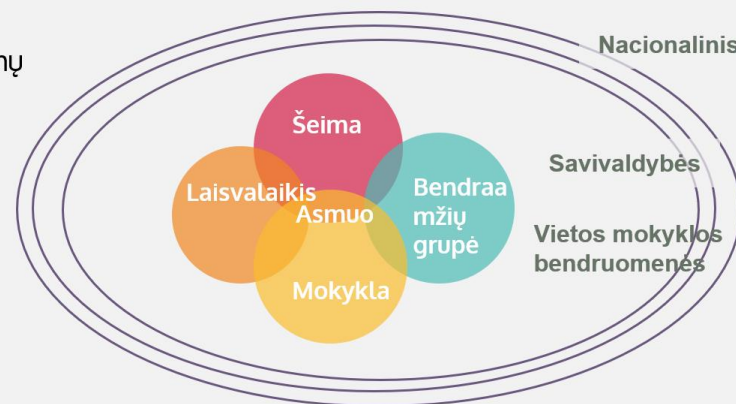 Nacionalinis
Šeima
Savivaldybės
Laisvalaikis
Bendraa
mžių
grupė
Asmuo
Vietos mokyklos
bendruomenės
Mokykla